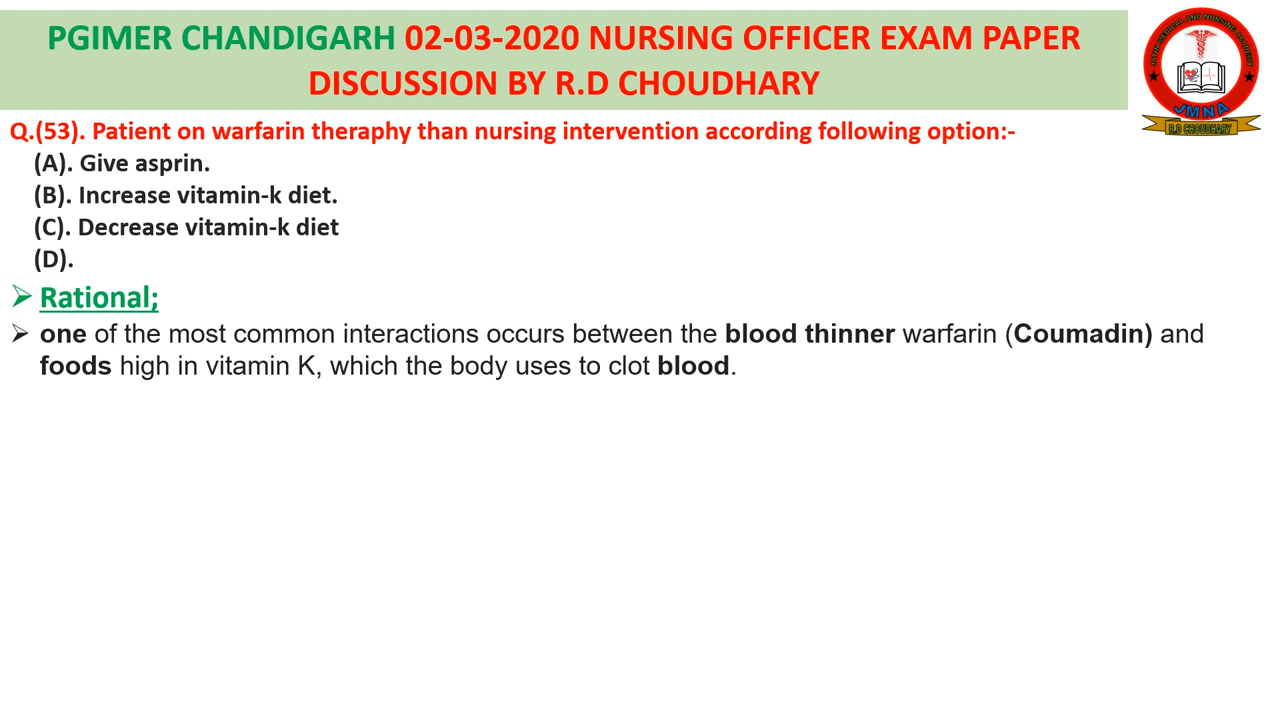 PGIMER CHANDIGARH 02-03-2020 NURSING OFFICER EXAM PAPER
DISCUSSION BY R.D CHOUDHARY
JMNA
R.D CHOUDHARY
Q.(53). Patient on warfarin theraphy than nursing intervention according following option:-
(A). Give asprin.
(B). Increase vitamin-k diet.
(C). Decrease vitamin-k diet
(D).
Rational;
one of the most common interactions occurs between the blood thinner warfarin (Coumadin) and
foods high in vitamin K, which the body uses to clot blood.